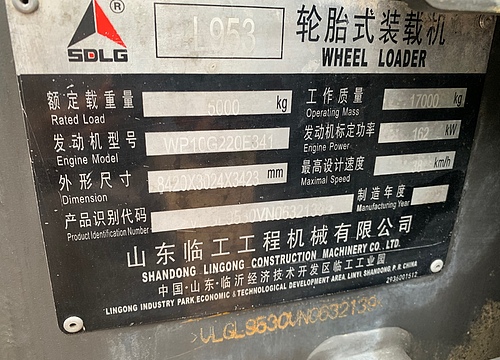 ®
SDLG
L953
轮胎式装载机
WHEEL LOADER
额定载重量 5000 kg
Rated Load
工作质量 17000 kg
Operating Mass
发动机型号 WP10G220E341
Engine Model
发动机标定功率 162 kW
Engine Power
外形尺寸 8420X3024X3423 mm
Dimension
最高设计速度 38 km/h
Maximal Speed
产品识别代码
Product Identification Number
制造年度
Manufacturing Year
山东临工工程机械有限公司
SHANDONG LINGONG CONSTRUCTION MACHINERY CO., LTD.
中国·山东·临沂经济技术开发区临工工业园
LINGONG INDUSTRY PARK ECONOMIC & TECHNOLOGICAL DEVELOPMENT AREA, LINYI, SHANDONG, P. R. CHINA
2936001512